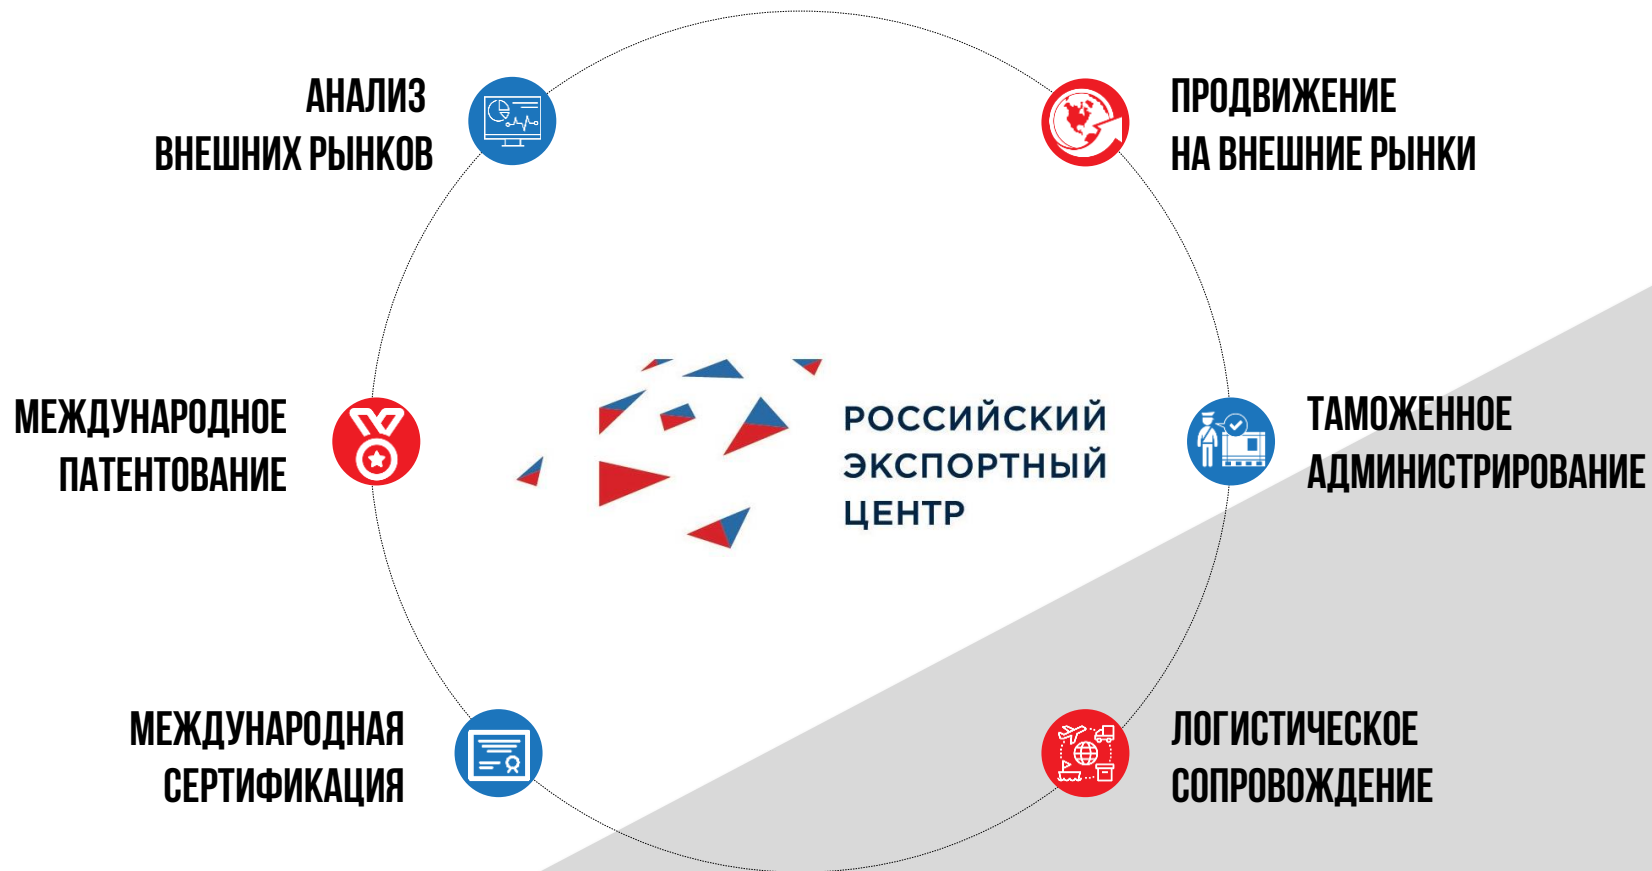 АНАЛИЗ
ВНЕШНИХ РЫНКОВ
ПРОДВИЖЕНИЕ
НА ВНЕШНИЕ РЫНКИ
МЕЖДУНАРОДНОЕ
ПАТЕНТОВАНИЕ
РОССИЙСКИЙ
ЭКСПОРТНЫЙ
ЦЕНТР
ТАМОЖЕННОЕ
АДМИНИСТРИРОВАНИЕ
МЕЖДУНАРОДНАЯ
СЕРТИФИКАЦИЯ
ЛОГИСТИЧЕСКОЕ
СОПРОВОЖДЕНИЕ